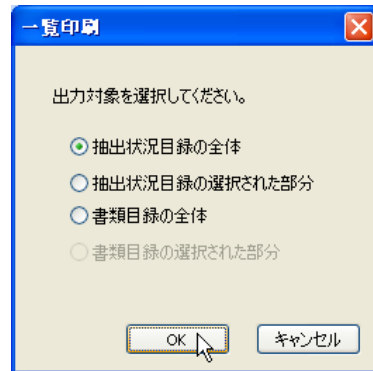 一覧印刷
出力対象を選択してください。
抽出状況目録の全体
抽出状況目録の選択された部分
書類目録の全体
書類目録の選択された部分
OK
キャンセル